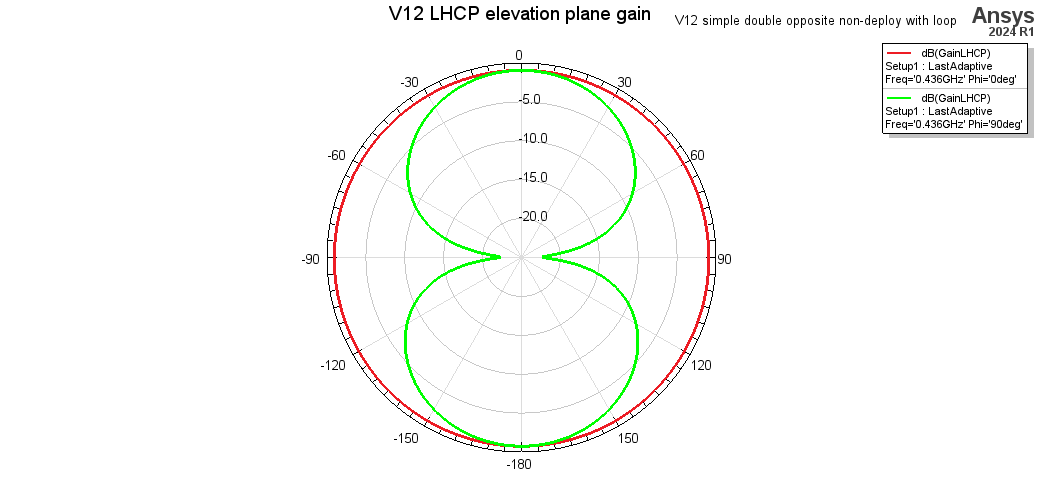 V12 LHCP elevation plane gain
V12 simple double opposite non-deploy with loop
Ansys
2024 R1
dB(GainLHCP)
Setup1 : LastAdaptive
Freq='0.436GHz' Phi='0deg'
dB(GainLHCP)
Setup1 : LastAdaptive
Freq='0.436GHz' Phi='90deg'
0
-30
30
-5.0
-10.0
-60
60
-15.0
-20.0
-90
90
-120
120
-150
150
-180